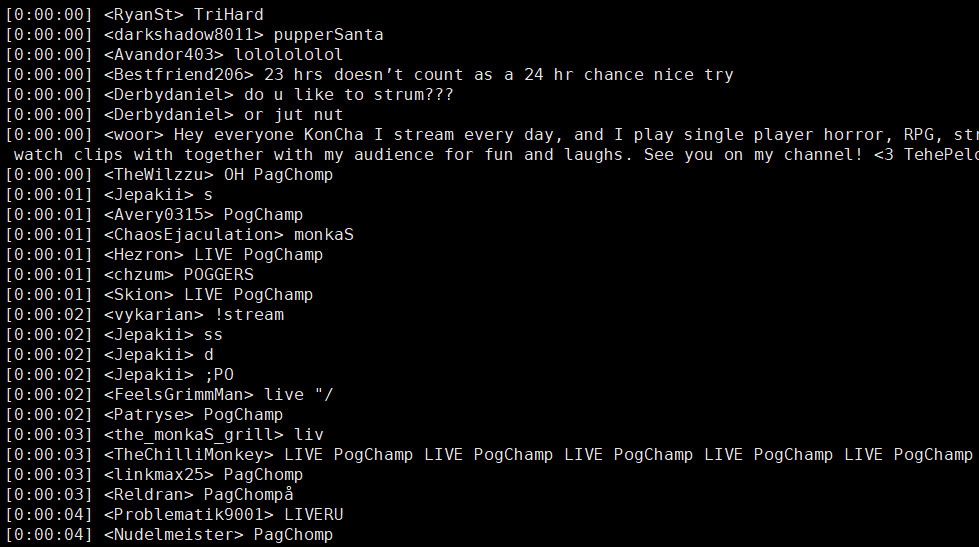 [0:00:00] <RyanSt> TriHard
[0:00:00] <darkshadow8011> pupperSanta
[0:00:00] <Avandor403> lolololololol
[0:00:00] <Bestfriend206> 23 hrs doesn’t count as a 24 hr chance nice try
[0:00:00] <Derbydaniel> do u like to strum???
[0:00:00] <Derbydaniel> or jut nut
[0:00:00] <woor> Hey everyone KonCha I stream every day, and I play single player horror, RPG, str
watch clips with together with my audience for fun and laughs. See you on my channel! <3 TehePelo
[0:00:00] <TheWilzzu> OH PagChomp
[0:00:01] <Jepakii> s
[0:00:01] <Avery0315> PogChamp
[0:00:01] <ChaosEjaculation> monkaS
[0:00:01] <Hezron> LIVE PogChamp
[0:00:01] <chzum> POGGERS
[0:00:01] <Skion> LIVE PogChamp
[0:00:02] <vykarian> !stream
[0:00:02] <Jepakii> ss
[0:00:02] <Jepakii> d
[0:00:02] <Jepakii> ;PO
[0:00:02] <FeelsGrimmMan> live "/
[0:00:02] <Patryse> PogChamp
[0:00:03] <the_monkaS_grill> liv
[0:00:03] <TheChilliMonkey> LIVE PogChamp LIVE PogChamp LIVE PogChamp LIVE PogChamp LIVE PogChamp
[0:00:03] <linkmax25> PagChomp
[0:00:03] <Reldran> PagChompå
[0:00:04] <Problematik9001> LIVERU
[0:00:04] <Nudelmeister> PagChomp